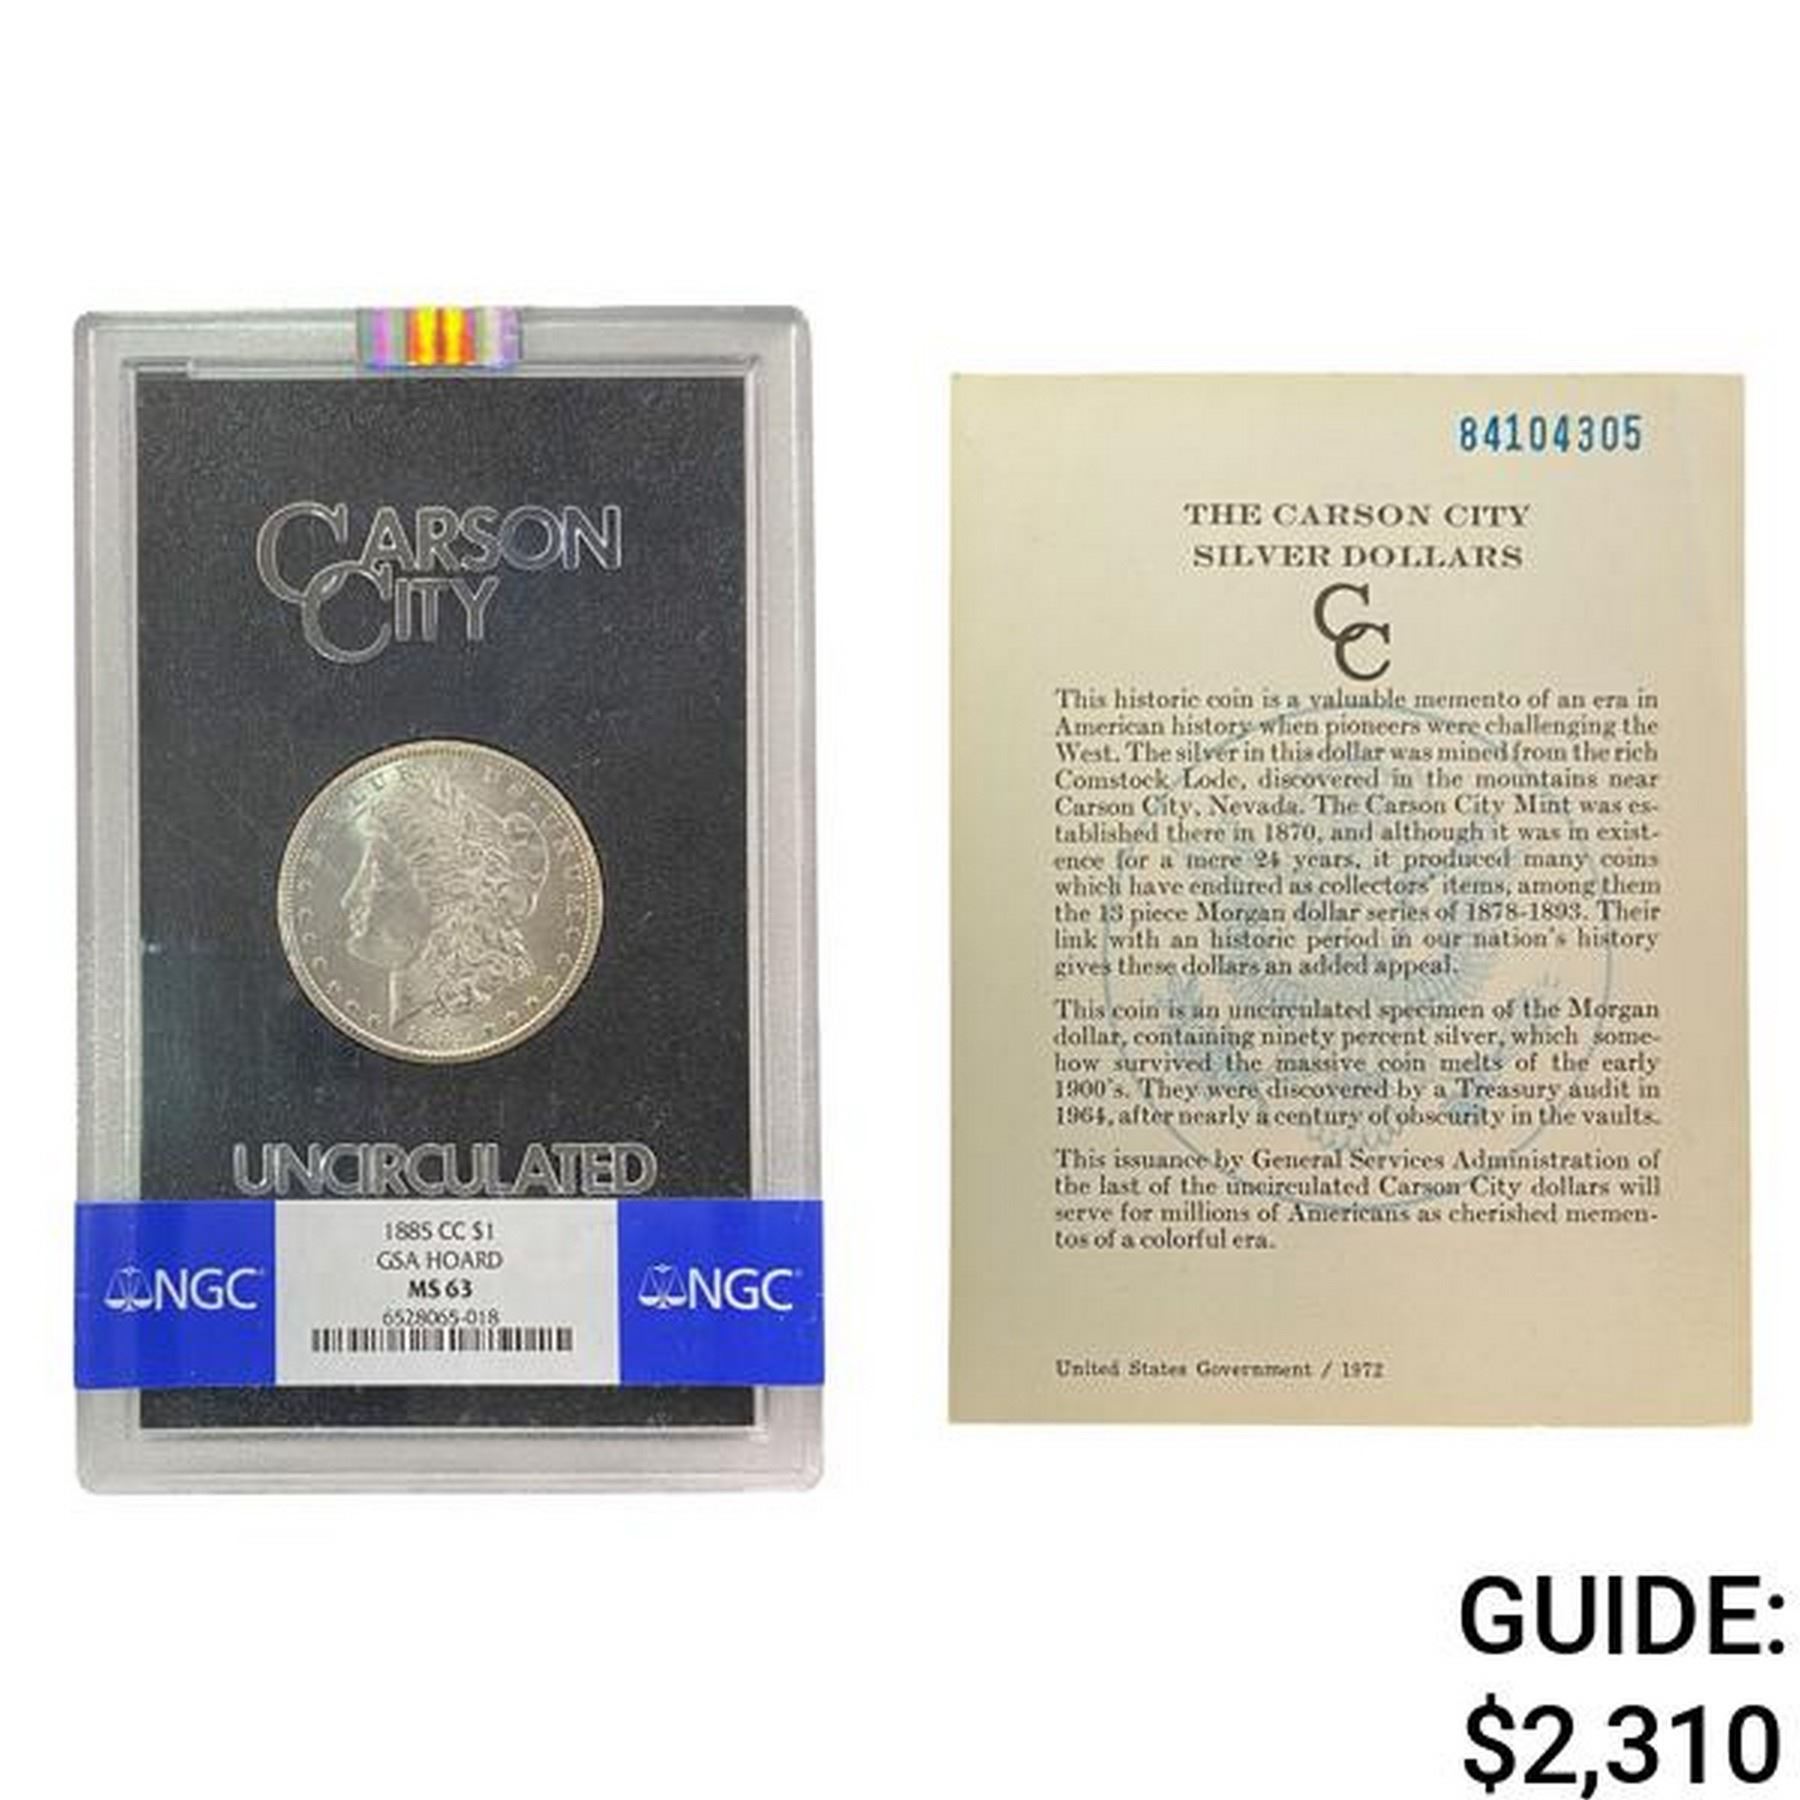 CARSON
CITY
UNCIRCULATED
NGC
1885 CC $1
GSA HOARD
MS 63
6528065-018
NGC
84104305
THE CARSON CITY
SILVER DOLLARS
CC
This historic coin is a valuable memento of an era in
American history when pioneers were challenging the
West. The silver in this dollar was mined from the rich
Comstock Lode, discovered in the mountains near
Carson City, Nevada. The Carson City Mint was es-
tablished there in 1870, and although it was in exist-
ence for a mere 24 years, it produced many coins
which have endured as collectors' items, among them
the 13 piece Morgan dollar series of 1878-1893. Their
link with an historic period in our nation's history
gives these dollars an added appeal.
This coin is an uncirculated specimen of the Morgan
dollar, containing ninety percent silver, which some-
how survived the massive coin melts of the early
1900's. They were discovered by a Treasury audit in
1964, after nearly a century of obscurity in the vaults.
This issuance by General Services Administration of
the last of the uncirculated Carson City dollars will
serve for millions of Americans as cherished memen-
tos of a colorful era.
United States Government / 1972
GUIDE:
$2,310